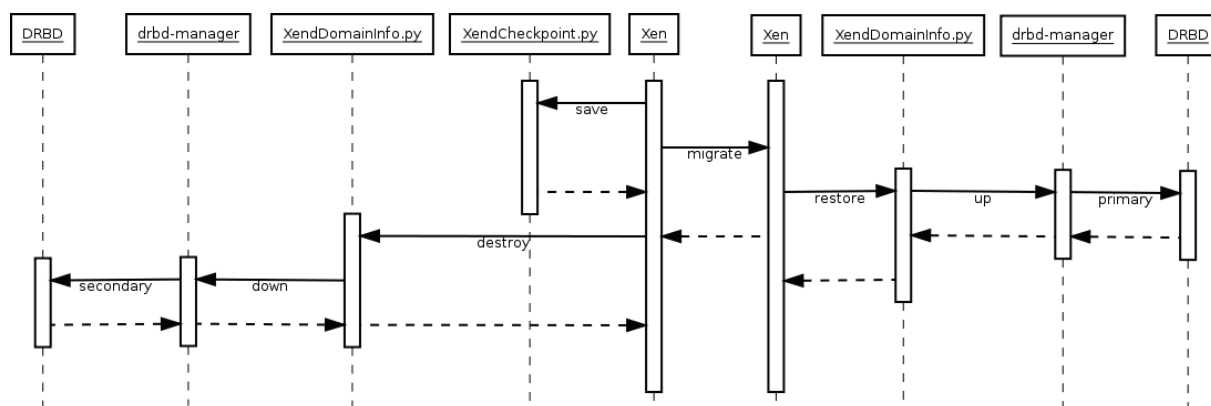 DRBD
drbd-manager
XendDomainInfo.py
XendCheckpoint.py
Xen
Xen
XendDomainInfo.py
drbd-manager
DRBD
save
migrate
restore
up
primary
destroy
secondary
down